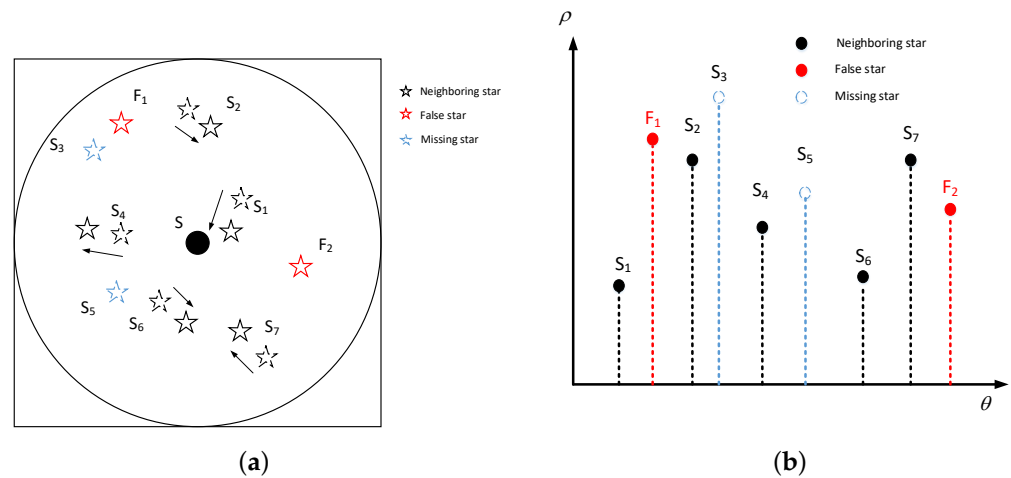 F1
S2
S3
S4
S1
S
F2
S5
S6
S7
Neighboring star
False star
Missing star
(a)
ρ
Neighboring star
False star
Missing star
S3
F1
S2
S5
S7
S4
F2
S1
S6
θ
(b)